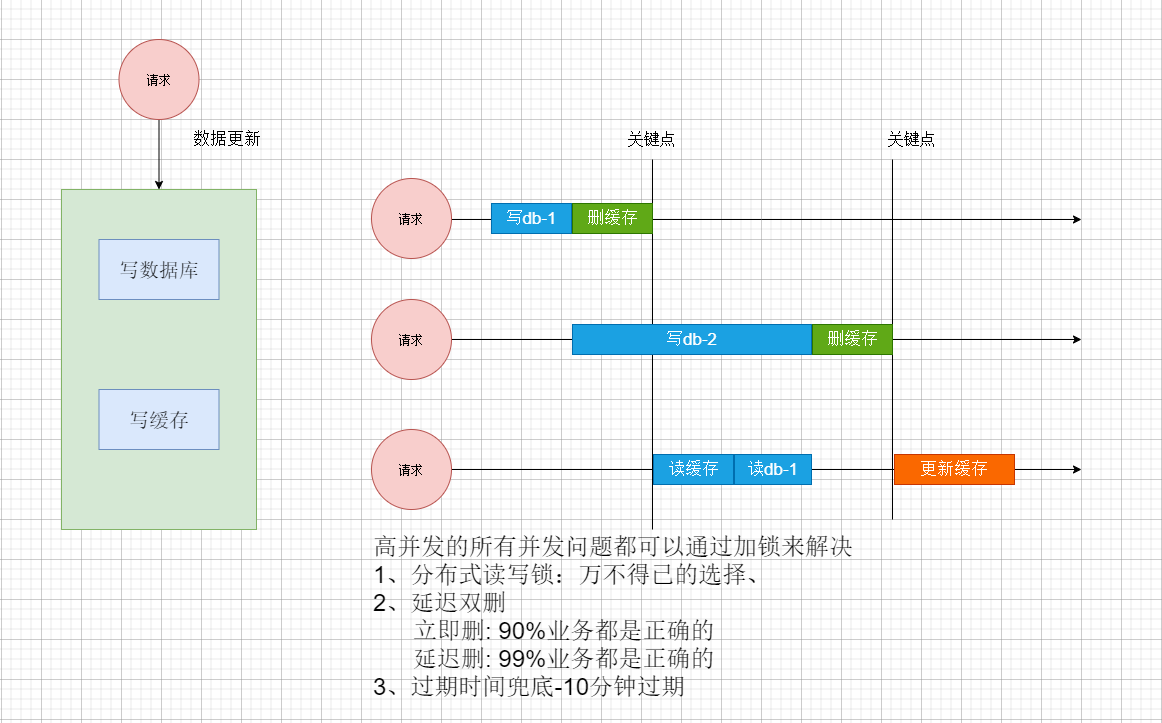 请求
数据更新
写数据库
写缓存
关键点
关键点
请求
写db-1
删缓存
请求
写db-2
删缓存
请求
读缓存
读db-1
更新缓存
高并发的所有并发问题都可以通过加锁来解决
1、分布式读写锁：万不得已的选择、
2、延迟双删
立即删: 90%业务都是正确的
延迟删: 99%业务都是正确的
3、过期时间兜底-10分钟过期